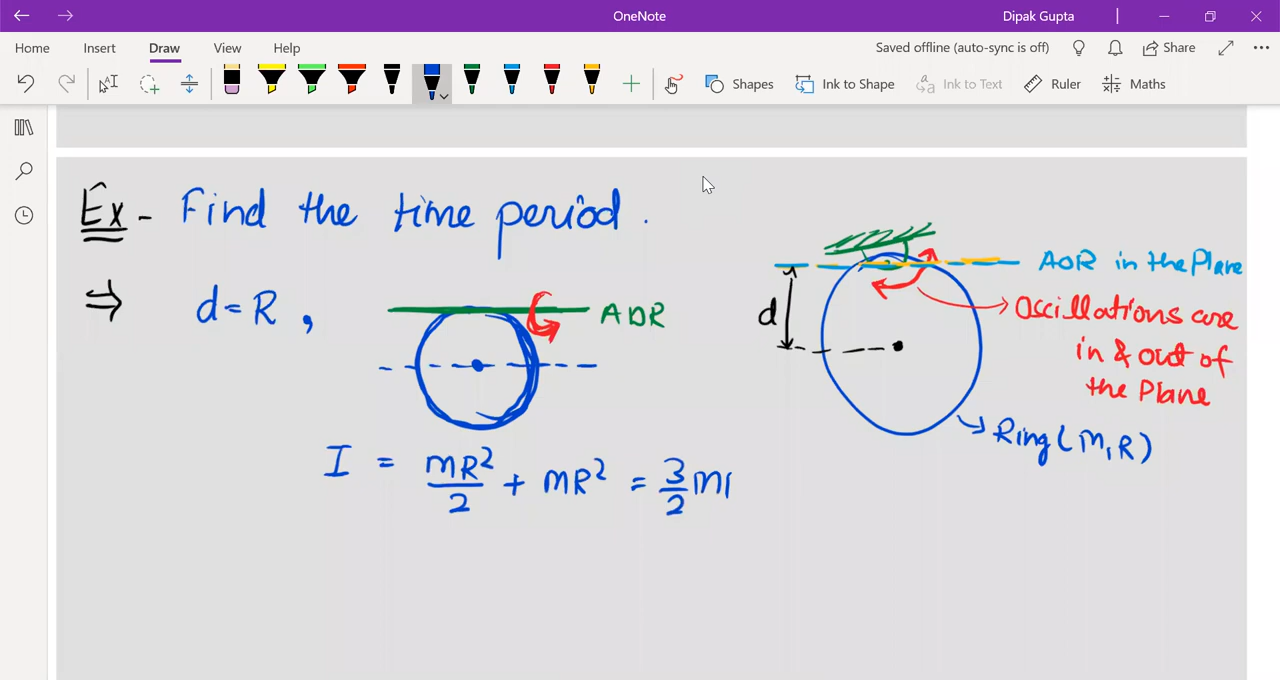 OneNote
Dipak Gupta
Home Insert Draw View Help
Saved offline (auto-sync is off)
Share
Shapes
Ink to Shape
Ink to Text
Ruler
Maths
Ex - Find the time period.
⇒ d = R,
AOR
I = mR²/2 + mR² = 3/2 m
AOR in the Plane
d
Oscillations are
in & out of
the Plane
Ring (m, R)